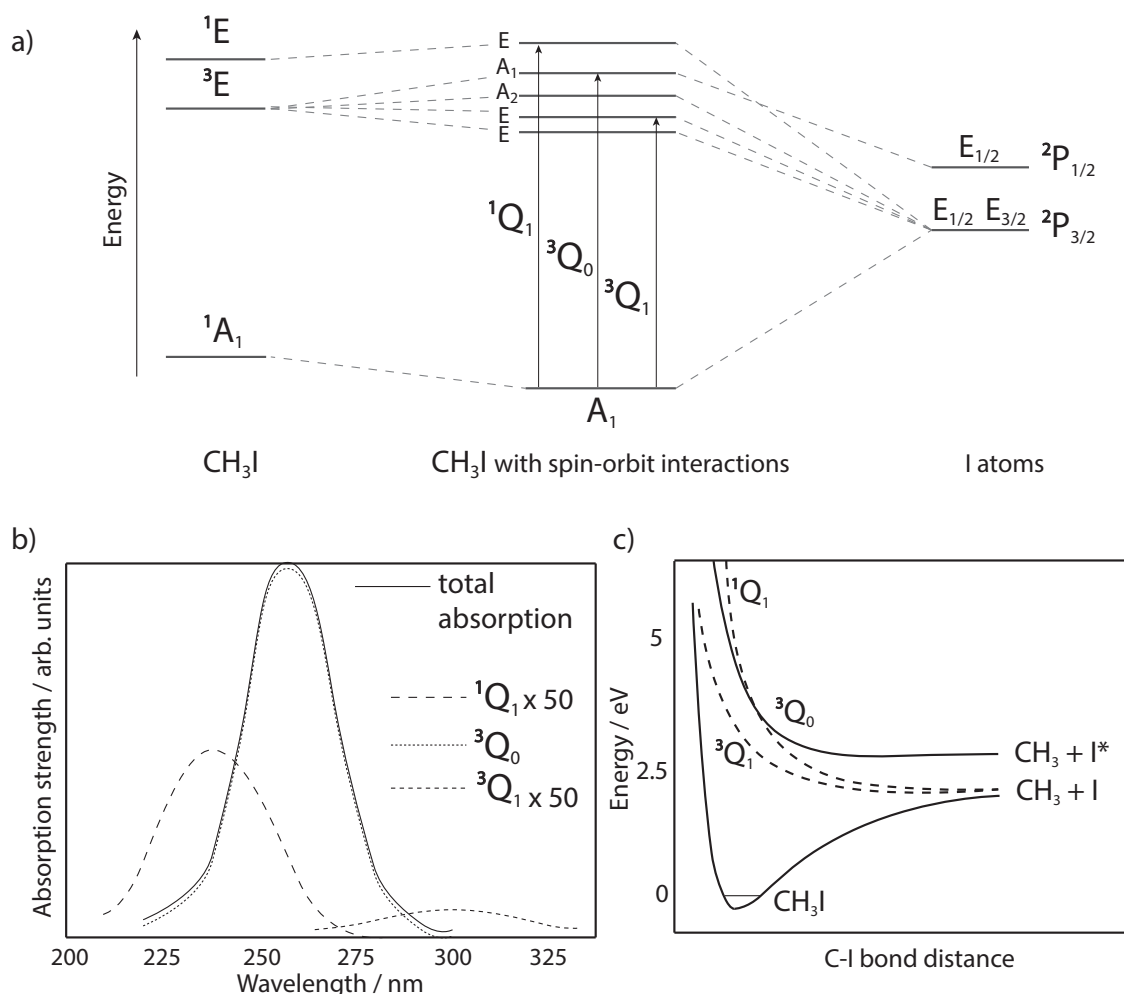 a)
¹E
³E
Energy
¹A₁
CH₃I
E
A₁
A₂
E
E
¹Q₁
³Q₀
³Q₁
A₁
CH₃I with spin-orbit interactions
E₁/₂ ²P₁/₂
E₁/₂ E₃/₂ ²P₃/₂
I atoms
b)
Absorption strength / arb. units
total
absorption
¹Q₁ x 50
³Q₀
³Q₁ x 50
200 225 250 275 300 325
Wavelength / nm
c)
Energy / eV
5
2.5
0
¹Q₁
³Q₀
³Q₁
CH₃ + I*
CH₃ + I
CH₃I
C-I bond distance